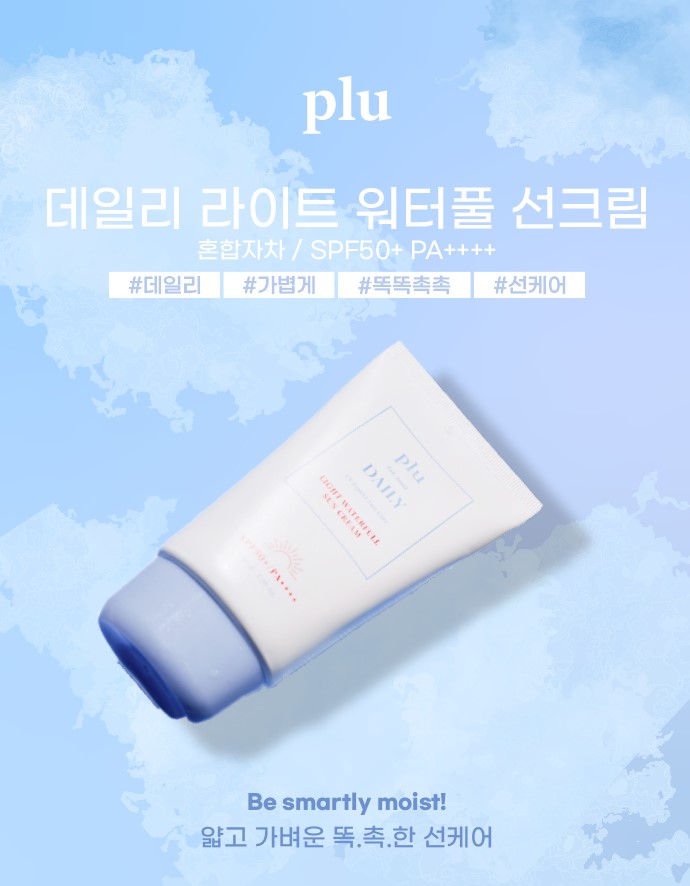 plu
데일리 라이트 워터풀 선크림
혼합자차 / SPF50+ PA++++
#데일리 #가볍게 #똑똑촉촉 #선케어
plu
DAILY
LIGHT WATERFULL
SUN CREAM
SPF50+ PA++++
Be smartly moist!
얇고 가벼운 똑.촉.한 선케어